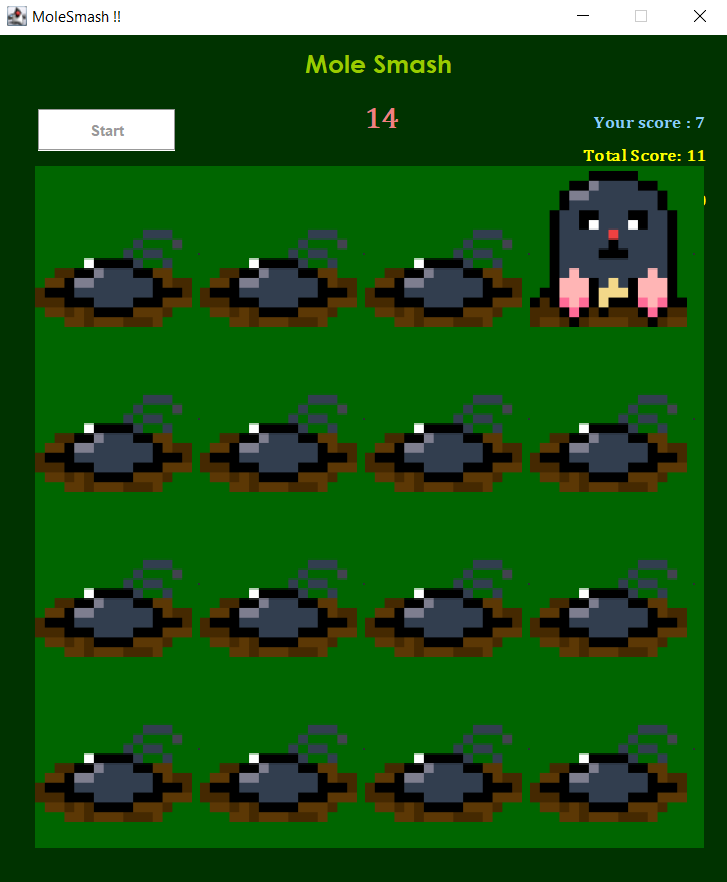 MoleSmash !!
Mole Smash
Start
14
Your score : 7
Total Score: 11